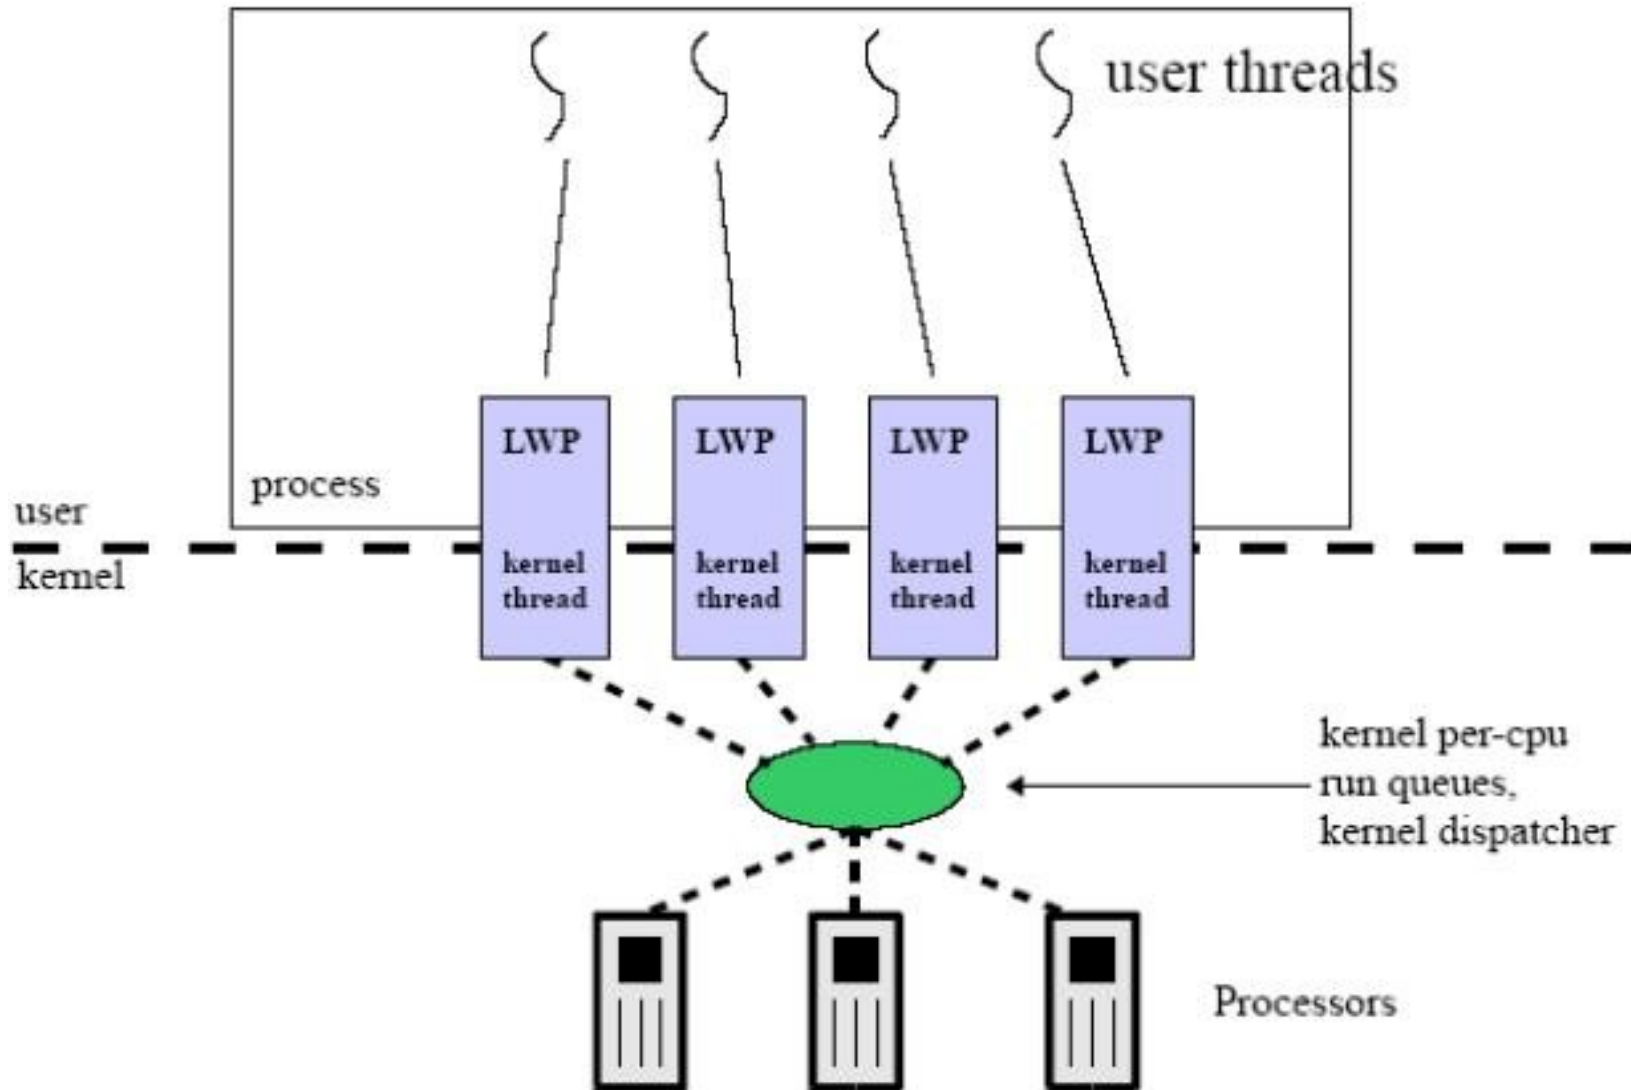 user threads
LWP
LWP
LWP
LWP
process
user
kernel
kernel
thread
kernel
thread
kernel
thread
kernel
thread
kernel per-cpu
run queues,
kernel dispatcher
Processors